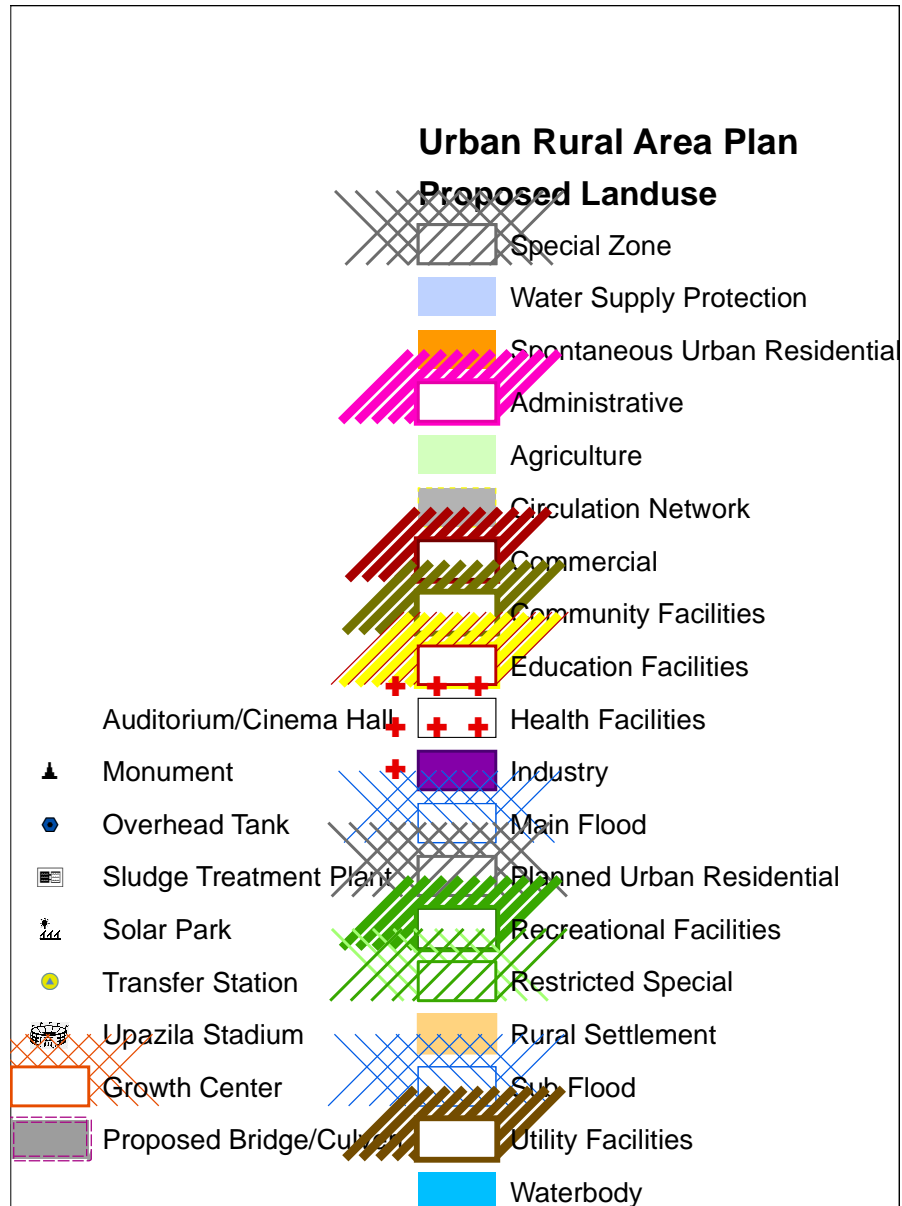 Urban Rural Area Plan
Proposed Landuse
Special Zone
Water Supply Protection
Spontaneous Urban Residential
Administrative
Agriculture
Circulation Network
Commercial
Community Facilities
Education Facilities
Health Facilities
Industry
Main Flood
Planned Urban Residential
Recreational Facilities
Restricted Special
Rural Settlement
Sub Flood
Utility Facilities
Waterbody
Auditorium/Cinema Hall
Monument
Overhead Tank
Sludge Treatment Plant
Solar Park
Transfer Station
Upazila Stadium
Growth Center
Proposed Bridge/Culvert